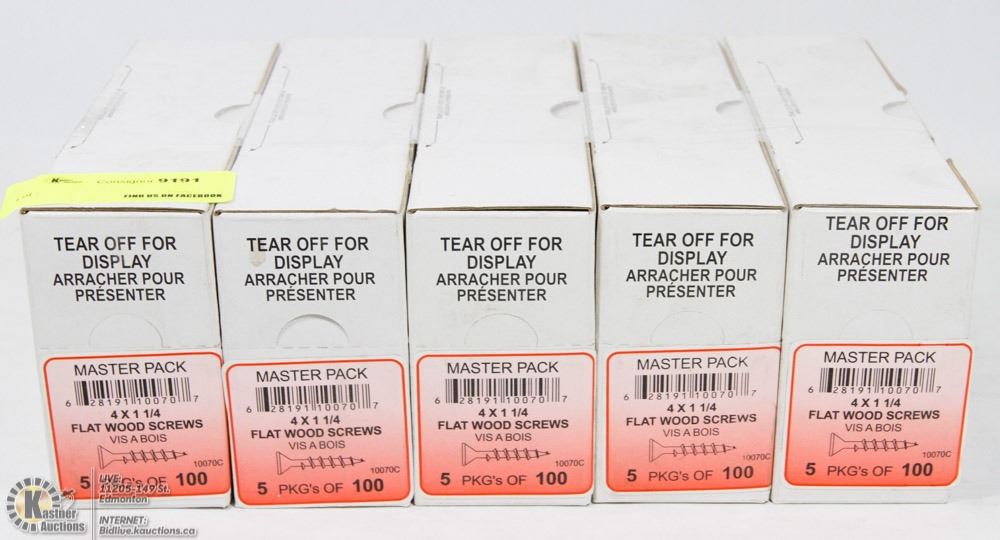 Consignor 9191
FIND US ON FACEBOOK
TEAR OFF FOR
DISPLAY
ARRACHER POUR
PRÉSENTER
MASTER PACK
6 28191 10070 7
4 X 1 1/4
FLAT WOOD SCREWS
VIS A BOIS
5 PKG's OF 100
TEAR OFF FOR
DISPLAY
ARRACHER POUR
PRÉSENTER
MASTER PACK
6 28191 10070 7
4 X 1 1/4
FLAT WOOD SCREWS
VIS A BOIS
10070C
5 PKG's OF 100
TEAR OFF FOR
DISPLAY
ARRACHER POUR
PRÉSENTER
MASTER PACK
6 28191 10070 7
4 X 1 1/4
FLAT WOOD SCREWS
VIS A BOIS
10070C
5 PKG's OF 100
TEAR OFF FOR
DISPLAY
ARRACHER POUR
PRÉSENTER
MASTER PACK
6 28191 10070 7
4 X 1 1/4
FLAT WOOD SCREWS
VIS A BOIS
10070C
5 PKG's OF 100
TEAR OFF FOR
DISPLAY
ARRACHER POUR
PRÉSENTER
MASTER PACK
6 28191 10070 7
4 X 1 1/4
FLAT WOOD SCREWS
VIS A BOIS
10070C
5 PKG's OF 100
K
Kastner
Auctions
LIVE:
11205-149 St.
Edmonton
INTERNET:
Bidlive.kauctions.ca